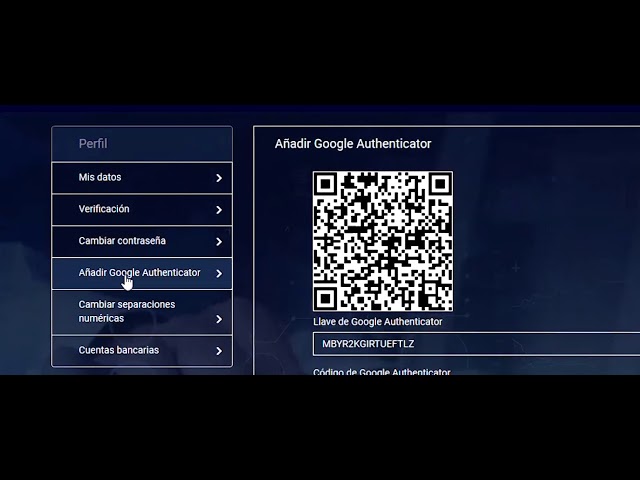 Perfil
Mis datos
Verificación
Cambiar contraseña
Añadir Google Authenticator
Cambiar separaciones
numéricas
Cuentas bancarias
Añadir Google Authenticator
Llave de Google Authenticator
MBYR2KGIRTUEFTLZ
Código de Google Authenticator